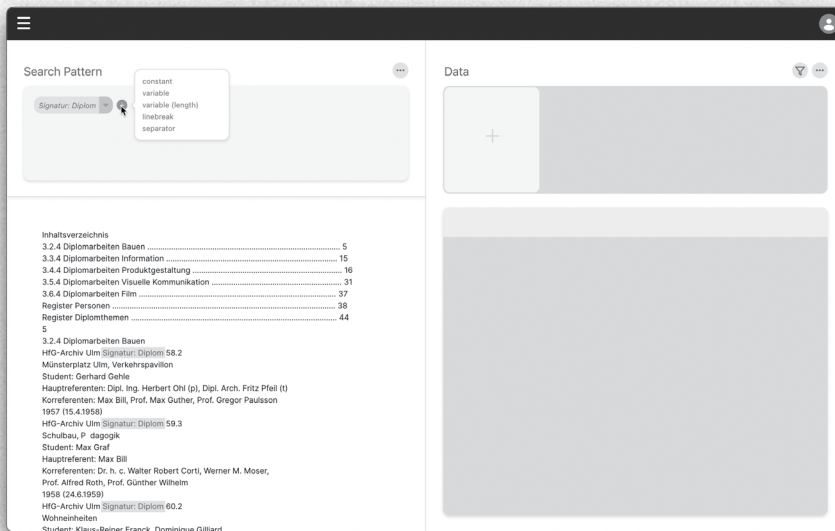 Search Pattern
Signatur: Diplom
constant
variable
variable (length)
linebreak
separator
Data
Inhaltsverzeichnis
3.2.4 Diplomarbeiten Bauen ........................................................................ 5
3.3.4 Diplomarbeiten Information ................................................................ 15
3.4.4 Diplomarbeiten Produktgestaltung ..................................................... 16
3.5.4 Diplomarbeiten Visuelle Kommunikation ............................................... 31
3.6.4 Diplomarbeiten Film ........................................................................ 37
Register Personen ................................................................................. 38
Register Diplomthemen .......................................................................... 44
5
3.2.4 Diplomarbeiten Bauen
HfG-Archiv Ulm Signatur: Diplom 58.2
Münsterplatz Ulm, Verkehrspavillon
Student: Gerhard Gehle
Hauptreferenten: Dipl. Ing. Herbert Ohl (p), Dipl. Arch. Fritz Pfeil (t)
Korreferenten: Max Bill, Prof. Max Guther, Prof. Gregor Paulsson
1957 (15.4.1958)
HfG-Archiv Ulm Signatur: Diplom 59.3
Schulbau, P dagogik
Student: Max Graf
Hauptreferent: Max Bill
Korreferenten: Dr. h. c. Walter Robert Corti, Werner M. Moser,
Prof. Alfred Roth, Prof. Günther Wilhelm
1958 (24.6.1959)
HfG-Archiv Ulm Signatur: Diplom 60.2
Wohneinheiten
Student: Klaus-Reiner Franck, Dominique Gilliard